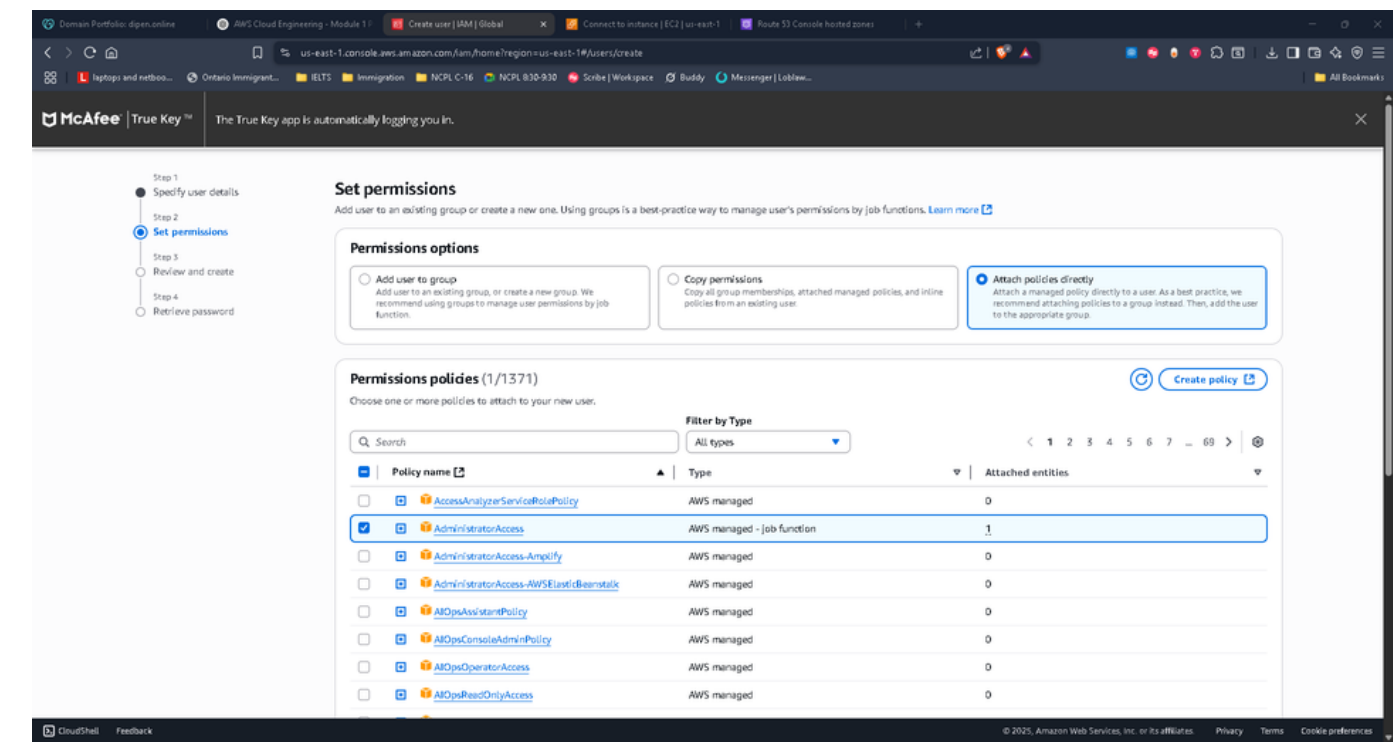 Domain Portfolio: dipen.online
AWS Cloud Engineering - Module 1
Create user | IAM | Global
Connect to instance | EC2 | us-east-1
Route 53 Console hosted zones
us-east-1.console.aws.amazon.com/iam/home?region=us-east-1#/users/create
laptops and netboo...
Ontario Immigrant...
IELTS
Immigration
NCPL C-16
NCPL 830-930
Scribe | Workspace
Buddy
Messenger | Loblaw...
All Bookmarks
McAfee | True Key™
The True Key app is automatically logging you in.
Step 1
Specify user details
Step 2
Set permissions
Step 3
Review and create
Step 4
Retrieve password
Set permissions
Add user to an existing group or create a new one. Using groups is a best-practice way to manage user's permissions by job functions. Learn more
Permissions options
Add user to group
Add user to an existing group, or create a new group. We
recommend using groups to manage user permissions by job
function.
Copy permissions
Copy all group memberships, attached managed policies, and inline
policies from an existing user.
Attach policies directly
Attach a managed policy directly to a user. As a best practice, we
recommend attaching policies to a group instead. Then, add the user
to the appropriate group.
Permissions policies (1/1371)
Create policy
Choose one or more policies to attach to your new user.
Filter by Type
Search
All types
1 2 3 4 5 6 7 ... 69
Policy name
Type
Attached entities
AccessAnalyzerServiceRolePolicy
AWS managed
0
AdministratorAccess
AWS managed - job function
1
AdministratorAccess-Amplify
AWS managed
0
AdministratorAccess-AWSElasticBeanstalk
AWS managed
0
AIOpsAssistantPolicy
AWS managed
0
AIOpsConsoleAdminPolicy
AWS managed
0
AIOpsOperatorAccess
AWS managed
0
AIOpsReadOnlyAccess
AWS managed
0
CloudShell
Feedback
© 2025, Amazon Web Services, Inc. or its affiliates.
Privacy
Terms
Cookie preferences